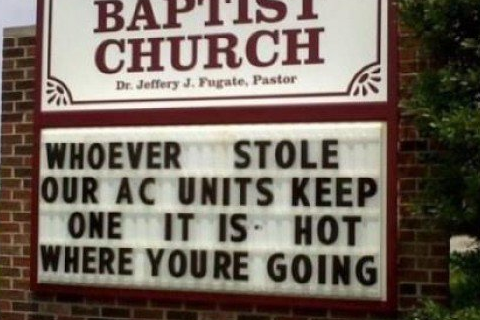 BAPTIST
CHURCH
Dr. Jeffery J. Fugate, Pastor
WHOEVER STOLE
OUR AC UNITS KEEP
ONE IT IS HOT
WHERE YOURE GOING